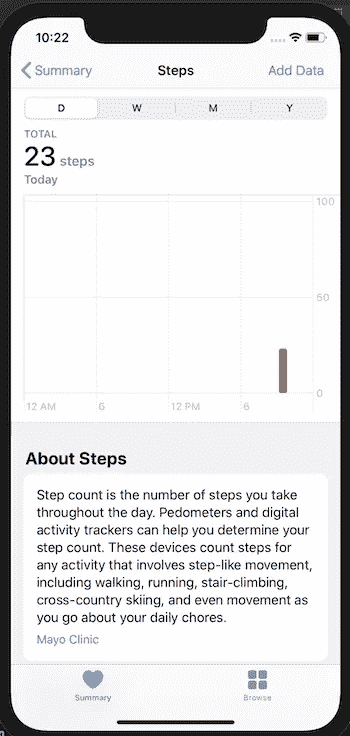 10:22
Summary
Steps
Add Data
D
W
M
Y
TOTAL
23 steps
Today
100
50
0
12 AM
6
12 PM
6
About Steps
Step count is the number of steps you take
throughout the day. Pedometers and digital
activity trackers can help you determine your
step count. These devices count steps for
any activity that involves step-like movement,
including walking, running, stair-climbing,
cross-country skiing, and even movement as
you go about your daily chores.
Mayo Clinic
Summary
Browse